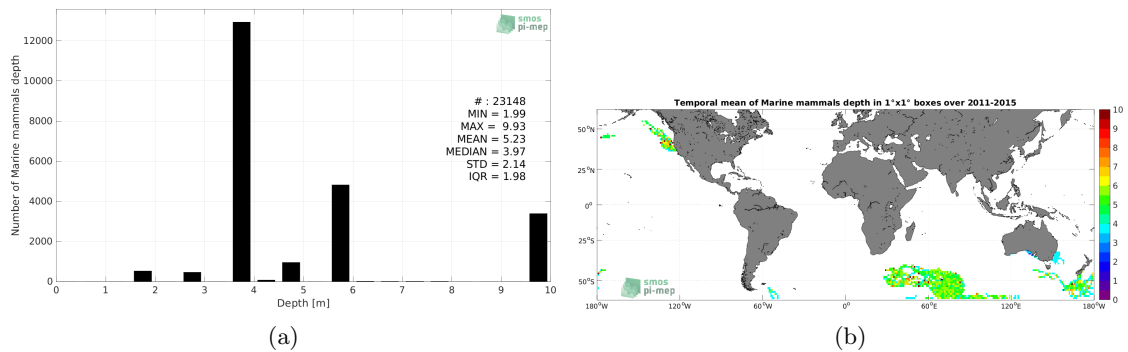 smos
pi-mep
Number of Marine mammals depth
12000
10000
8000
6000
4000
2000
0
# : 23148
MIN = 1.99
MAX = 9.93
MEAN = 5.23
MEDIAN = 3.97
STD = 2.14
IQR = 1.98
0 1 2 3 4 5 6 7 8 9 10
Depth [m]
(a)
Temporal mean of Marine mammals depth in 1°x1° boxes over 2011-2015
50°N
25°N
0°
25°S
50°S
180°W 120°W 60°W 0° 60°E 120°E 180°W
10
9
8
7
6
5
4
3
2
1
0
smos
pi-mep
(b)